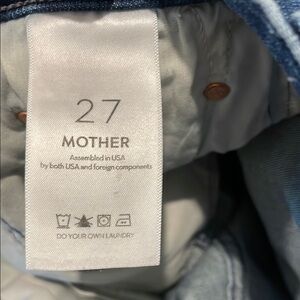 27
MOTHER
Assembled in USA
by both USA and foreign components
DO YOUR OWN LAUNDRY